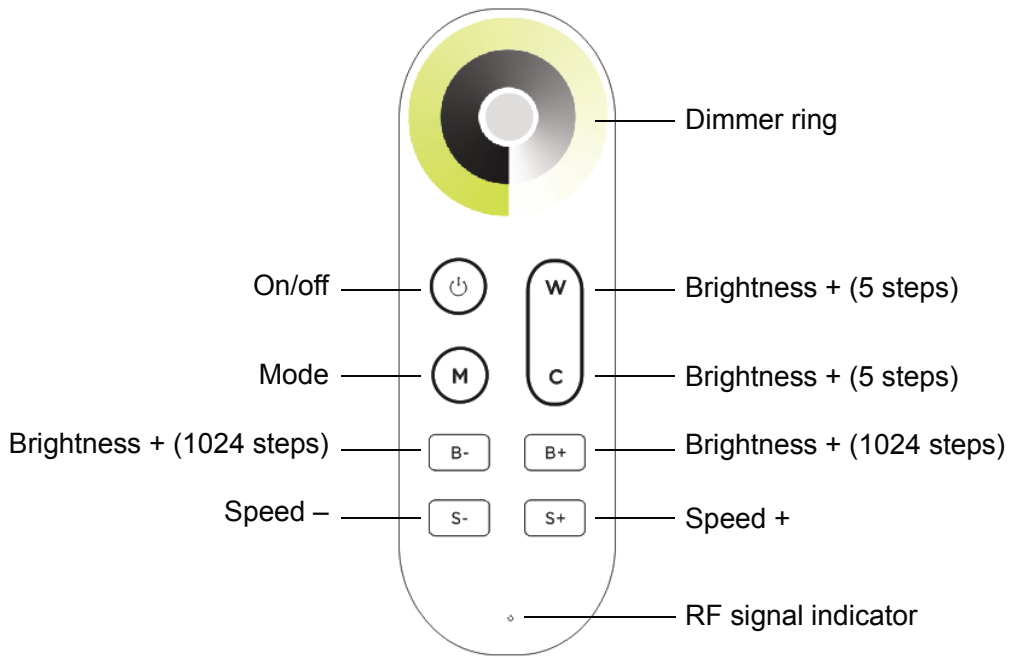 Dimmer ring
On/off
W
Brightness + (5 steps)
Mode
M
C
Brightness + (5 steps)
Brightness + (1024 steps)
B-
B+
Brightness + (1024 steps)
Speed –
S-
S+
Speed +
RF signal indicator